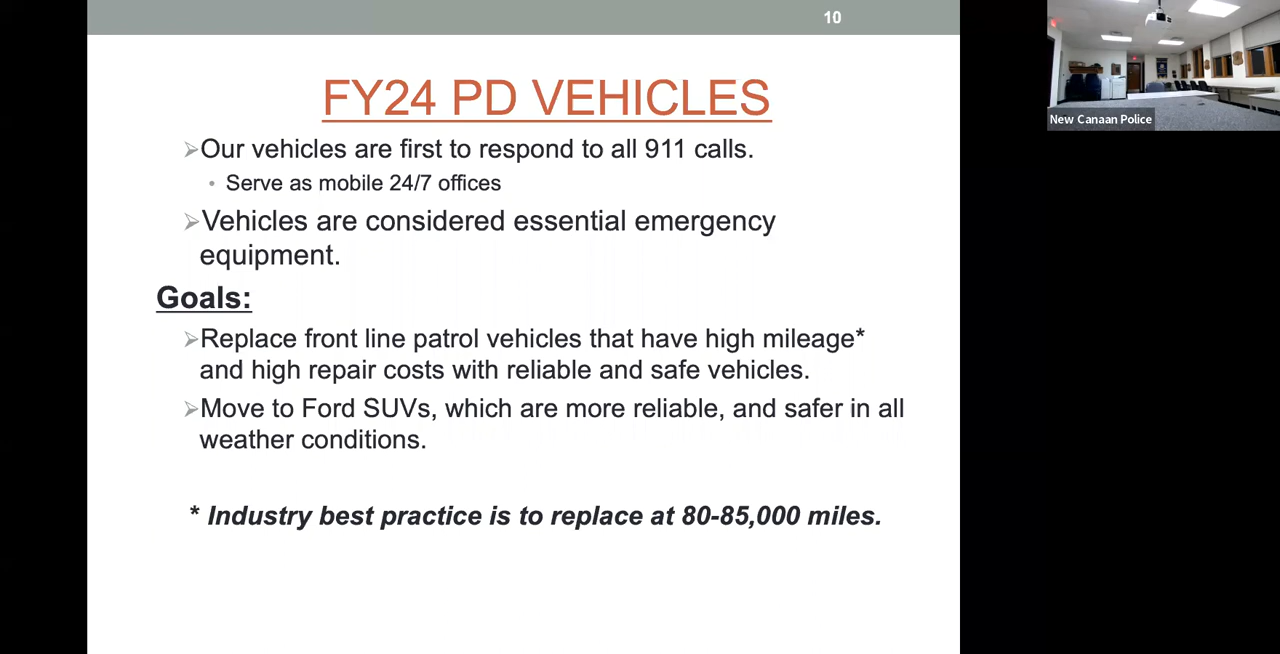 10
FY24 PD VEHICLES
➢Our vehicles are first to respond to all 911 calls.
• Serve as mobile 24/7 offices
➢Vehicles are considered essential emergency
equipment.
Goals:
➢Replace front line patrol vehicles that have high mileage*
and high repair costs with reliable and safe vehicles.
➢Move to Ford SUVs, which are more reliable, and safer in all
weather conditions.
* Industry best practice is to replace at 80-85,000 miles.
New Canaan Police